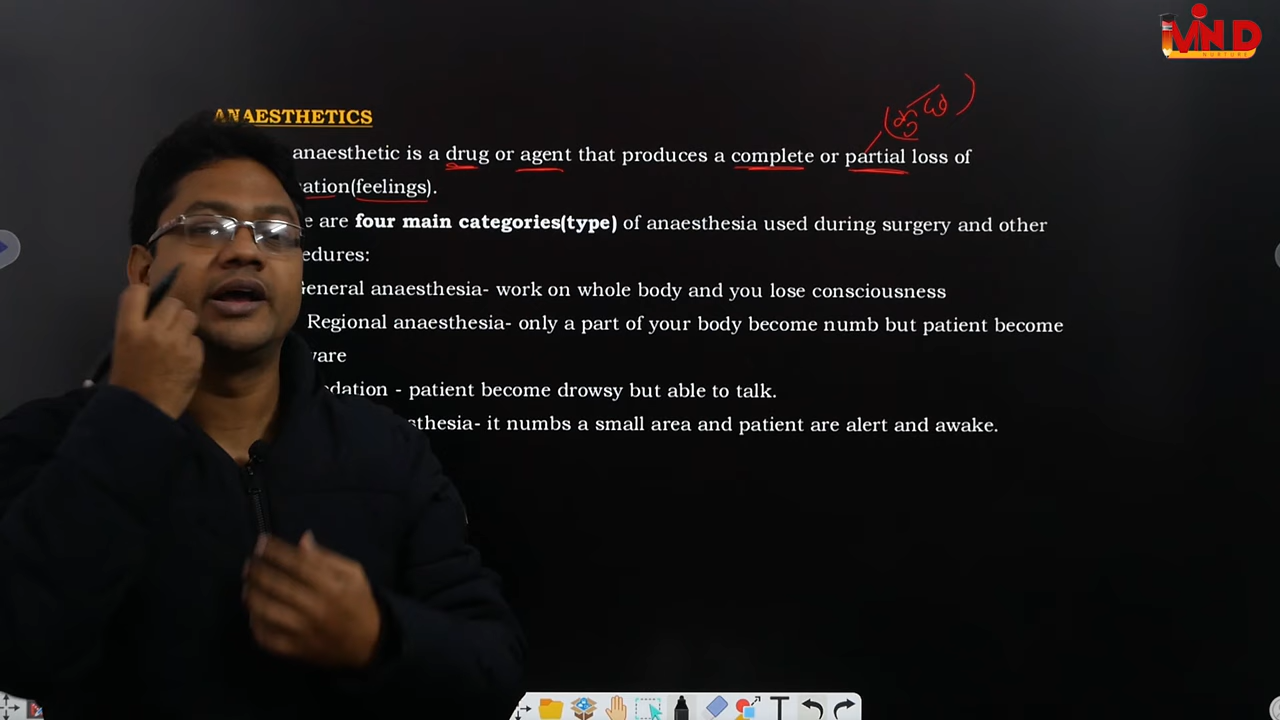 MIND
NURTURE
ANAESTHETICS
anaesthetic is a drug or agent that produces a complete or partial loss of
ation(feelings).
e are four main categories(type) of anaesthesia used during surgery and other
edures:
General anaesthesia- work on whole body and you lose consciousness
Regional anaesthesia- only a part of your body become numb but patient become
ware
dation - patient become drowsy but able to talk.
sthesia- it numbs a small area and patient are alert and awake.